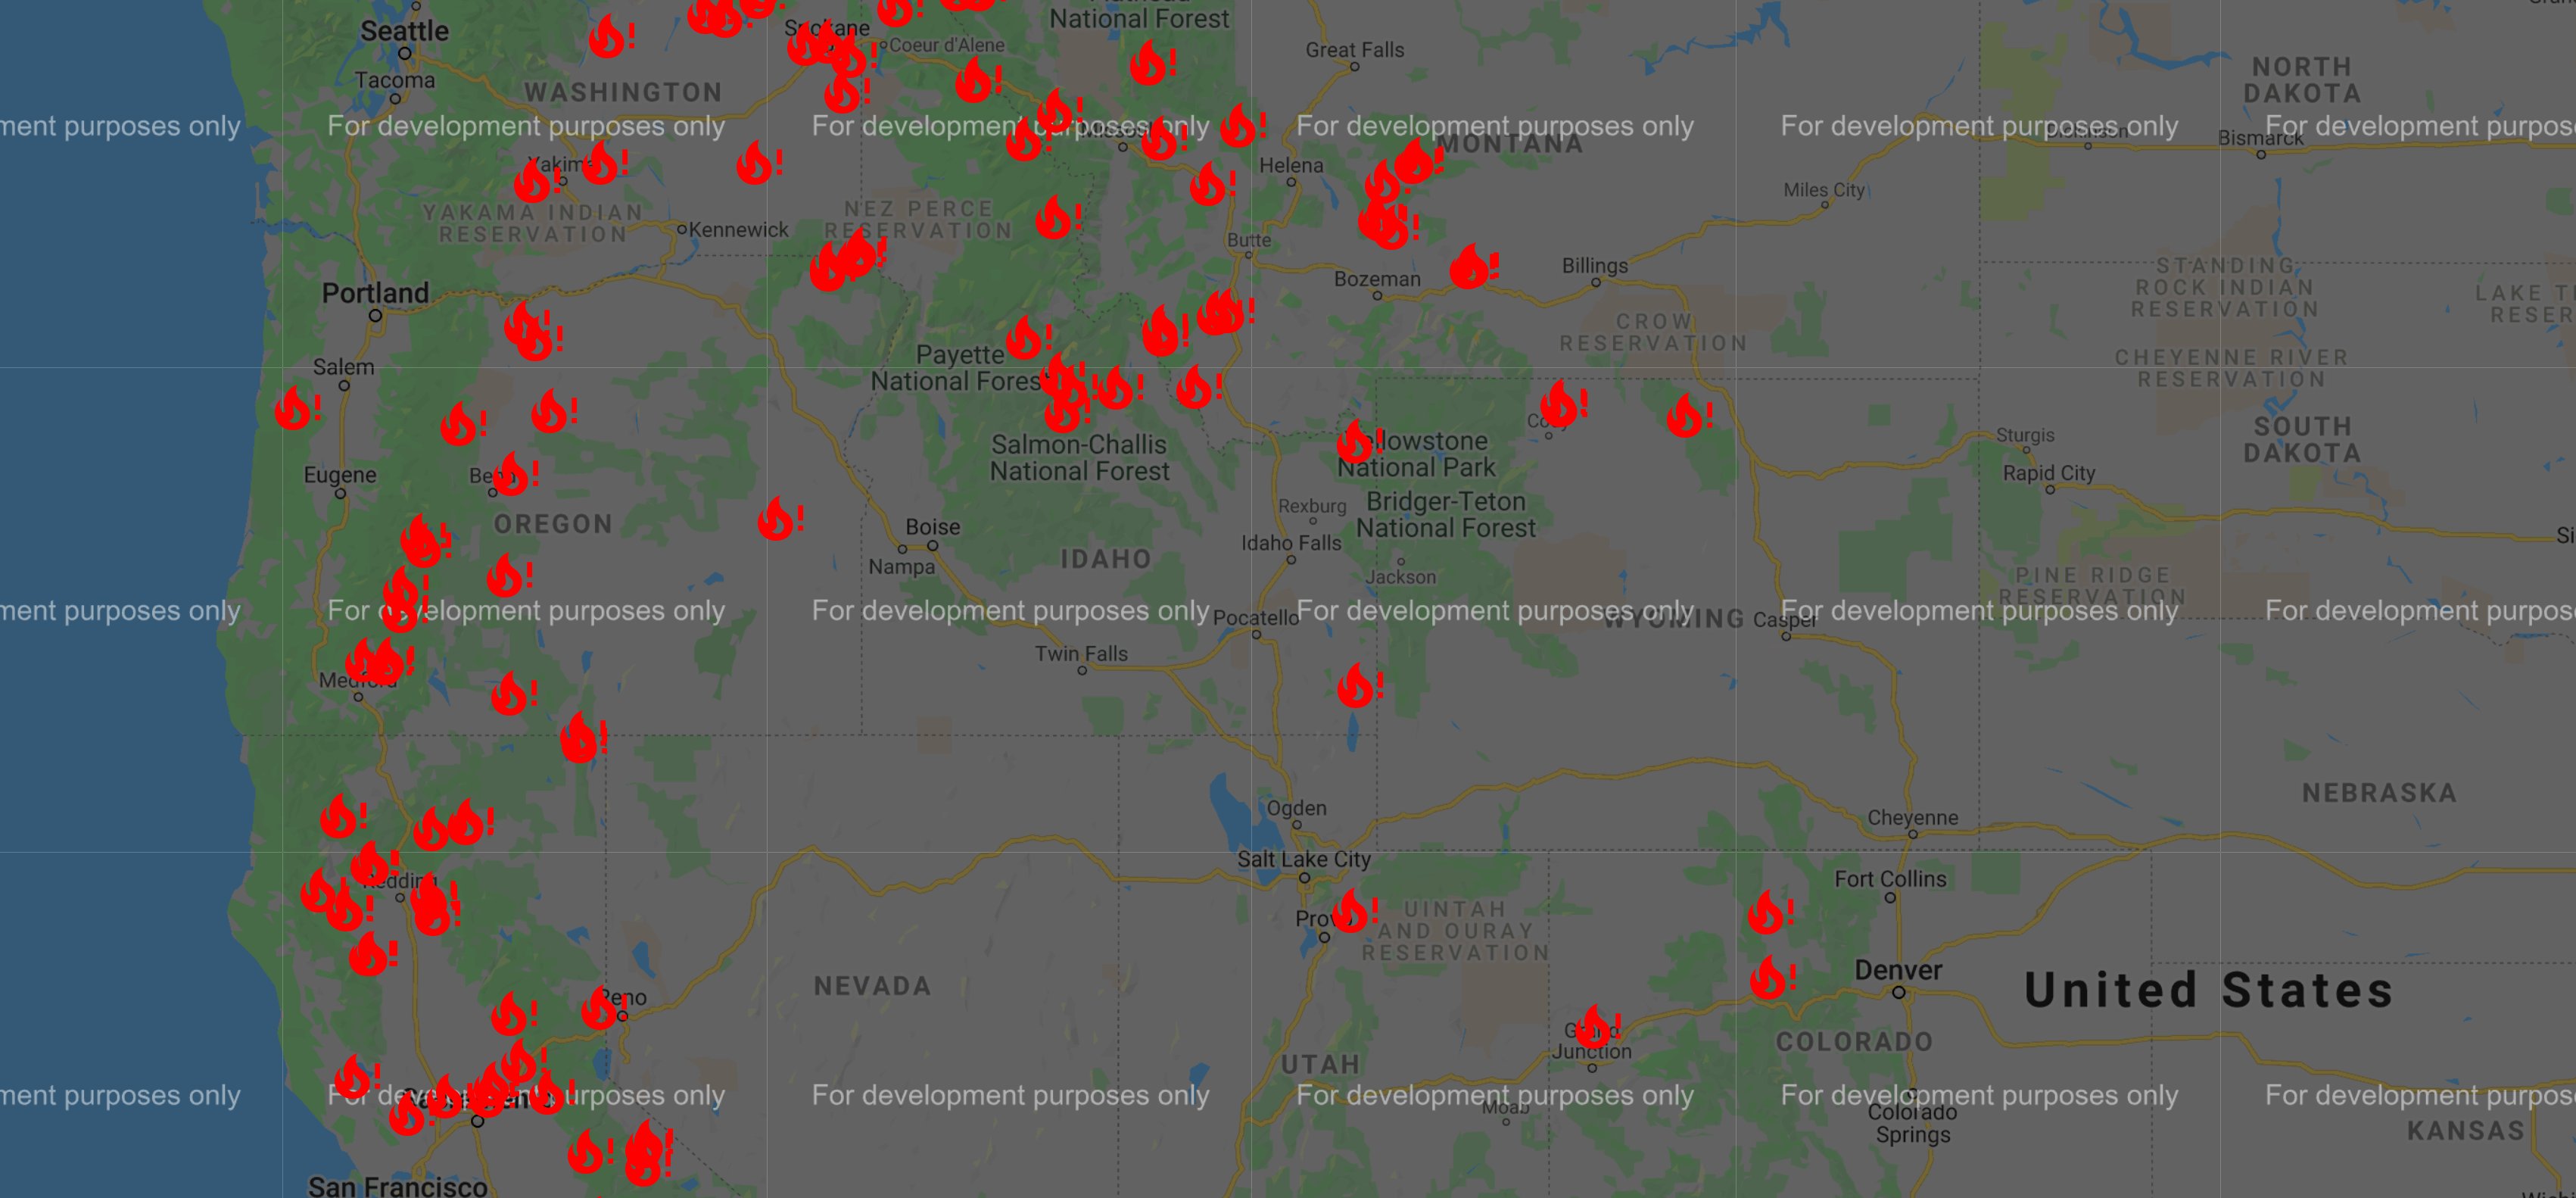 Seattle
National Forest
Spokane
Coeur d'Alene
Great Falls
Tacoma
WASHINGTON
NORTH
DAKOTA
ment purposes only
For development purposes only
For development purposes only
For development purposes only
For development purposes only
For development purpos
MONTANA
Bismarck
Yakima
Helena
Miles City
YAKAMA INDIAN
RESERVATION
NEZ PERCE
RESERVATION
Kennewick
Butte
Billings
Bozeman
STANDING
ROCK INDIAN
RESERVATION
Portland
CROW
RESERVATION
Salem
Payette
National Forest
CHEYENNE RIVER
RESERVATION
Salmon-Challis
National Forest
Yellowstone
National Park
Cody
Sturgis
SOUTH
DAKOTA
Eugene
Bend
Rapid City
OREGON
Boise
Nampa
Rexburg
Bridger-Teton
National Forest
IDAHO
Idaho Falls
Jackson
PINE RIDGE
RESERVATION
ment purposes only
For development purposes only
For development purposes only
For development purposes only
For development purposes only
For development purpos
Pocatello
WYOMING
Casper
Twin Falls
Medford
NEBRASKA
Ogden
Cheyenne
Salt Lake City
Redding
Fort Collins
Provo
UINTAH
AND OURAY
RESERVATION
Denver
United States
NEVADA
Reno
Grand
Junction
COLORADO
UTAH
ment purposes only
For development purposes only
For development purposes only
For development purposes only
For development purposes only
For development purpos
Moab
Colorado
Springs
KANSAS
San Francisco